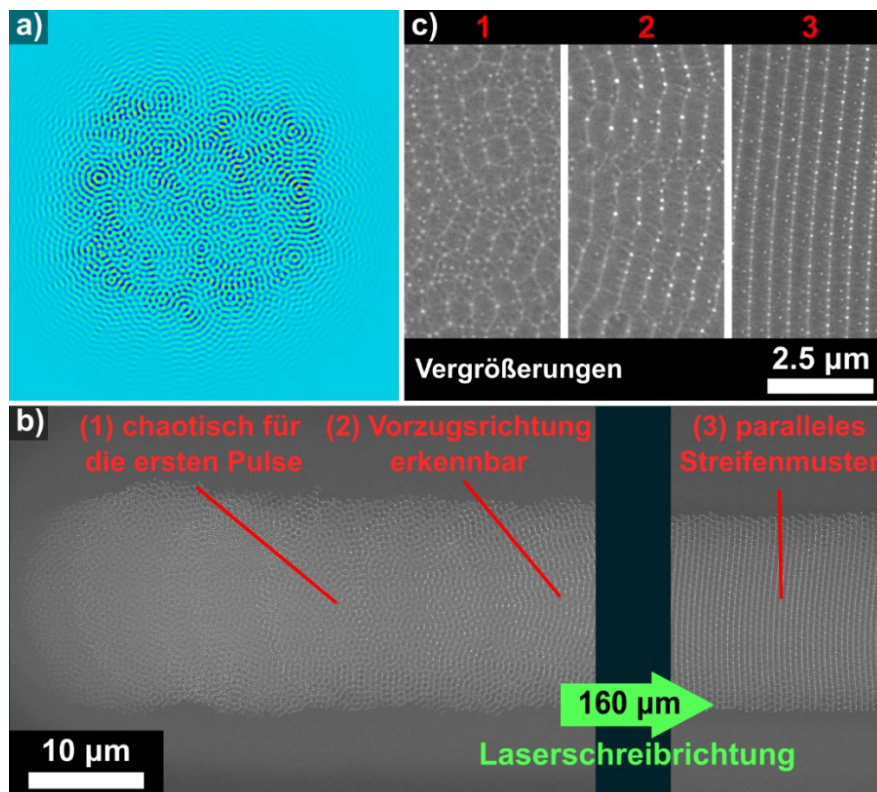 a)
c)
1 2 3
Vergrößerungen
2.5 µm
b)
(1) chaotisch für
die ersten Pulse
(2) Vorzugsrichtung
erkennbar
(3) paralleles
Streifenmuster
160 µm
Laserschreibrichtung
10 µm